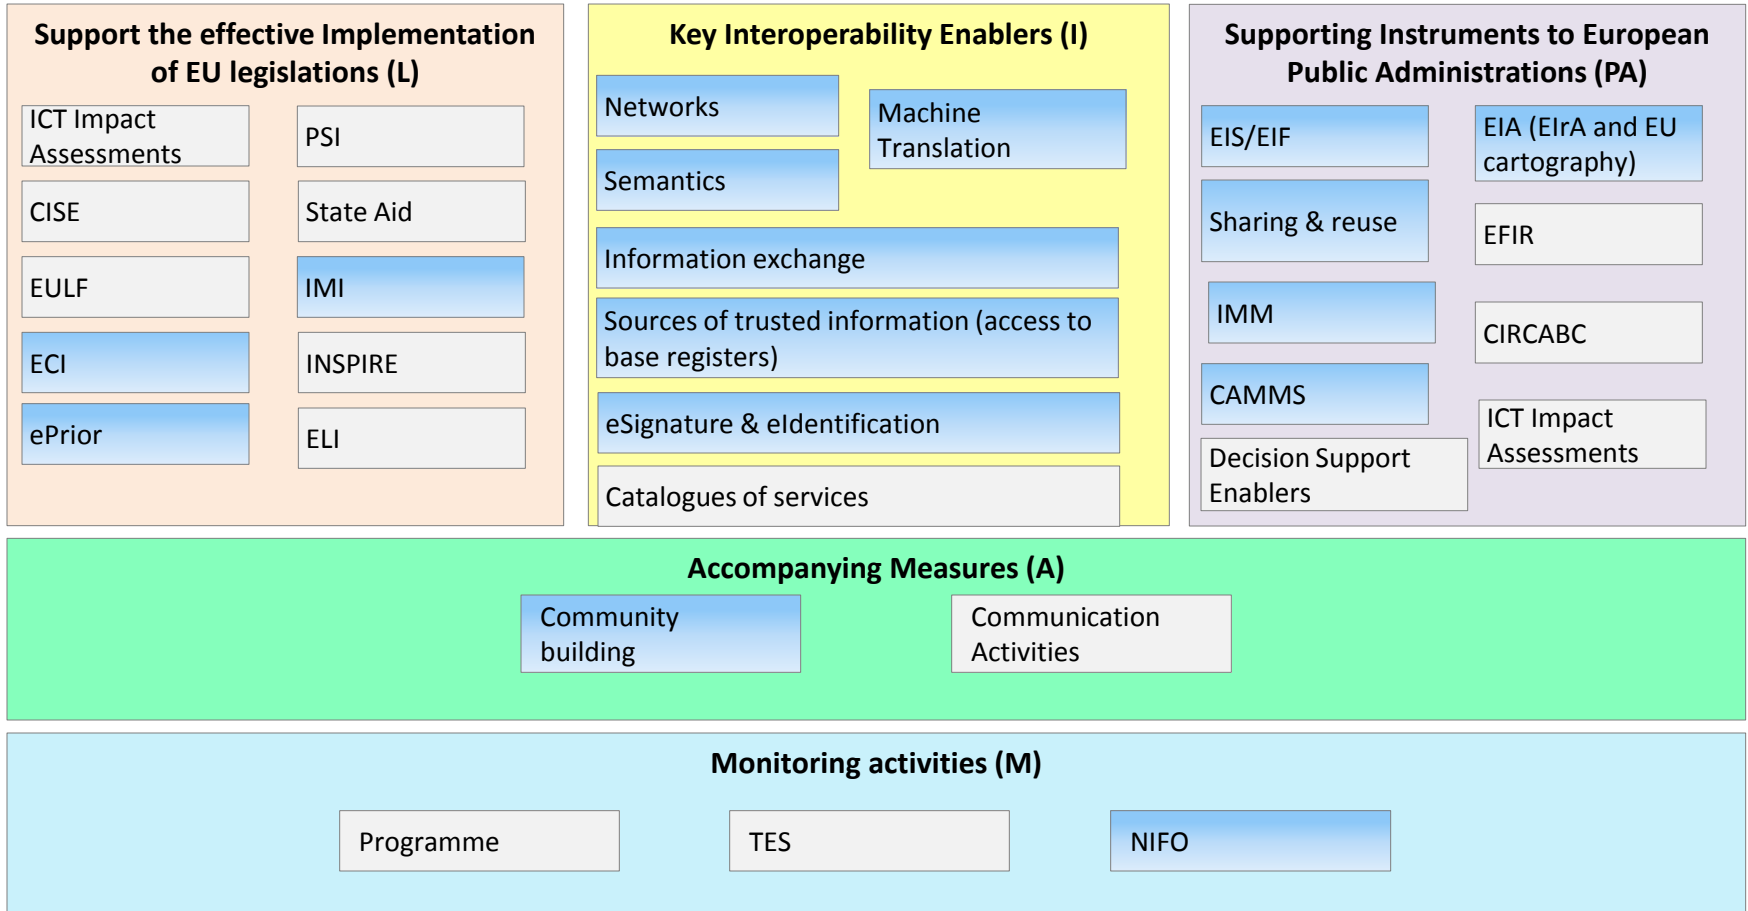 Support the effective Implementation
of EU legislations (L)
ICT Impact
Assessments
PSI
CISE
State Aid
EULF
IMI
ECI
INSPIRE
ePrior
ELI
Key Interoperability Enablers (I)
Networks
Machine
Translation
Semantics
Information exchange
Sources of trusted information (access to
base registers)
eSignature & eIdentification
Catalogues of services
Supporting Instruments to European
Public Administrations (PA)
EIS/EIF
EIA (EIrA and EU
cartography)
Sharing & reuse
EFIR
IMM
CIRCABC
CAMMS
ICT Impact
Assessments
Decision Support
Enablers
Accompanying Measures (A)
Community
building
Communication
Activities
Monitoring activities (M)
Programme
TES
NIFO